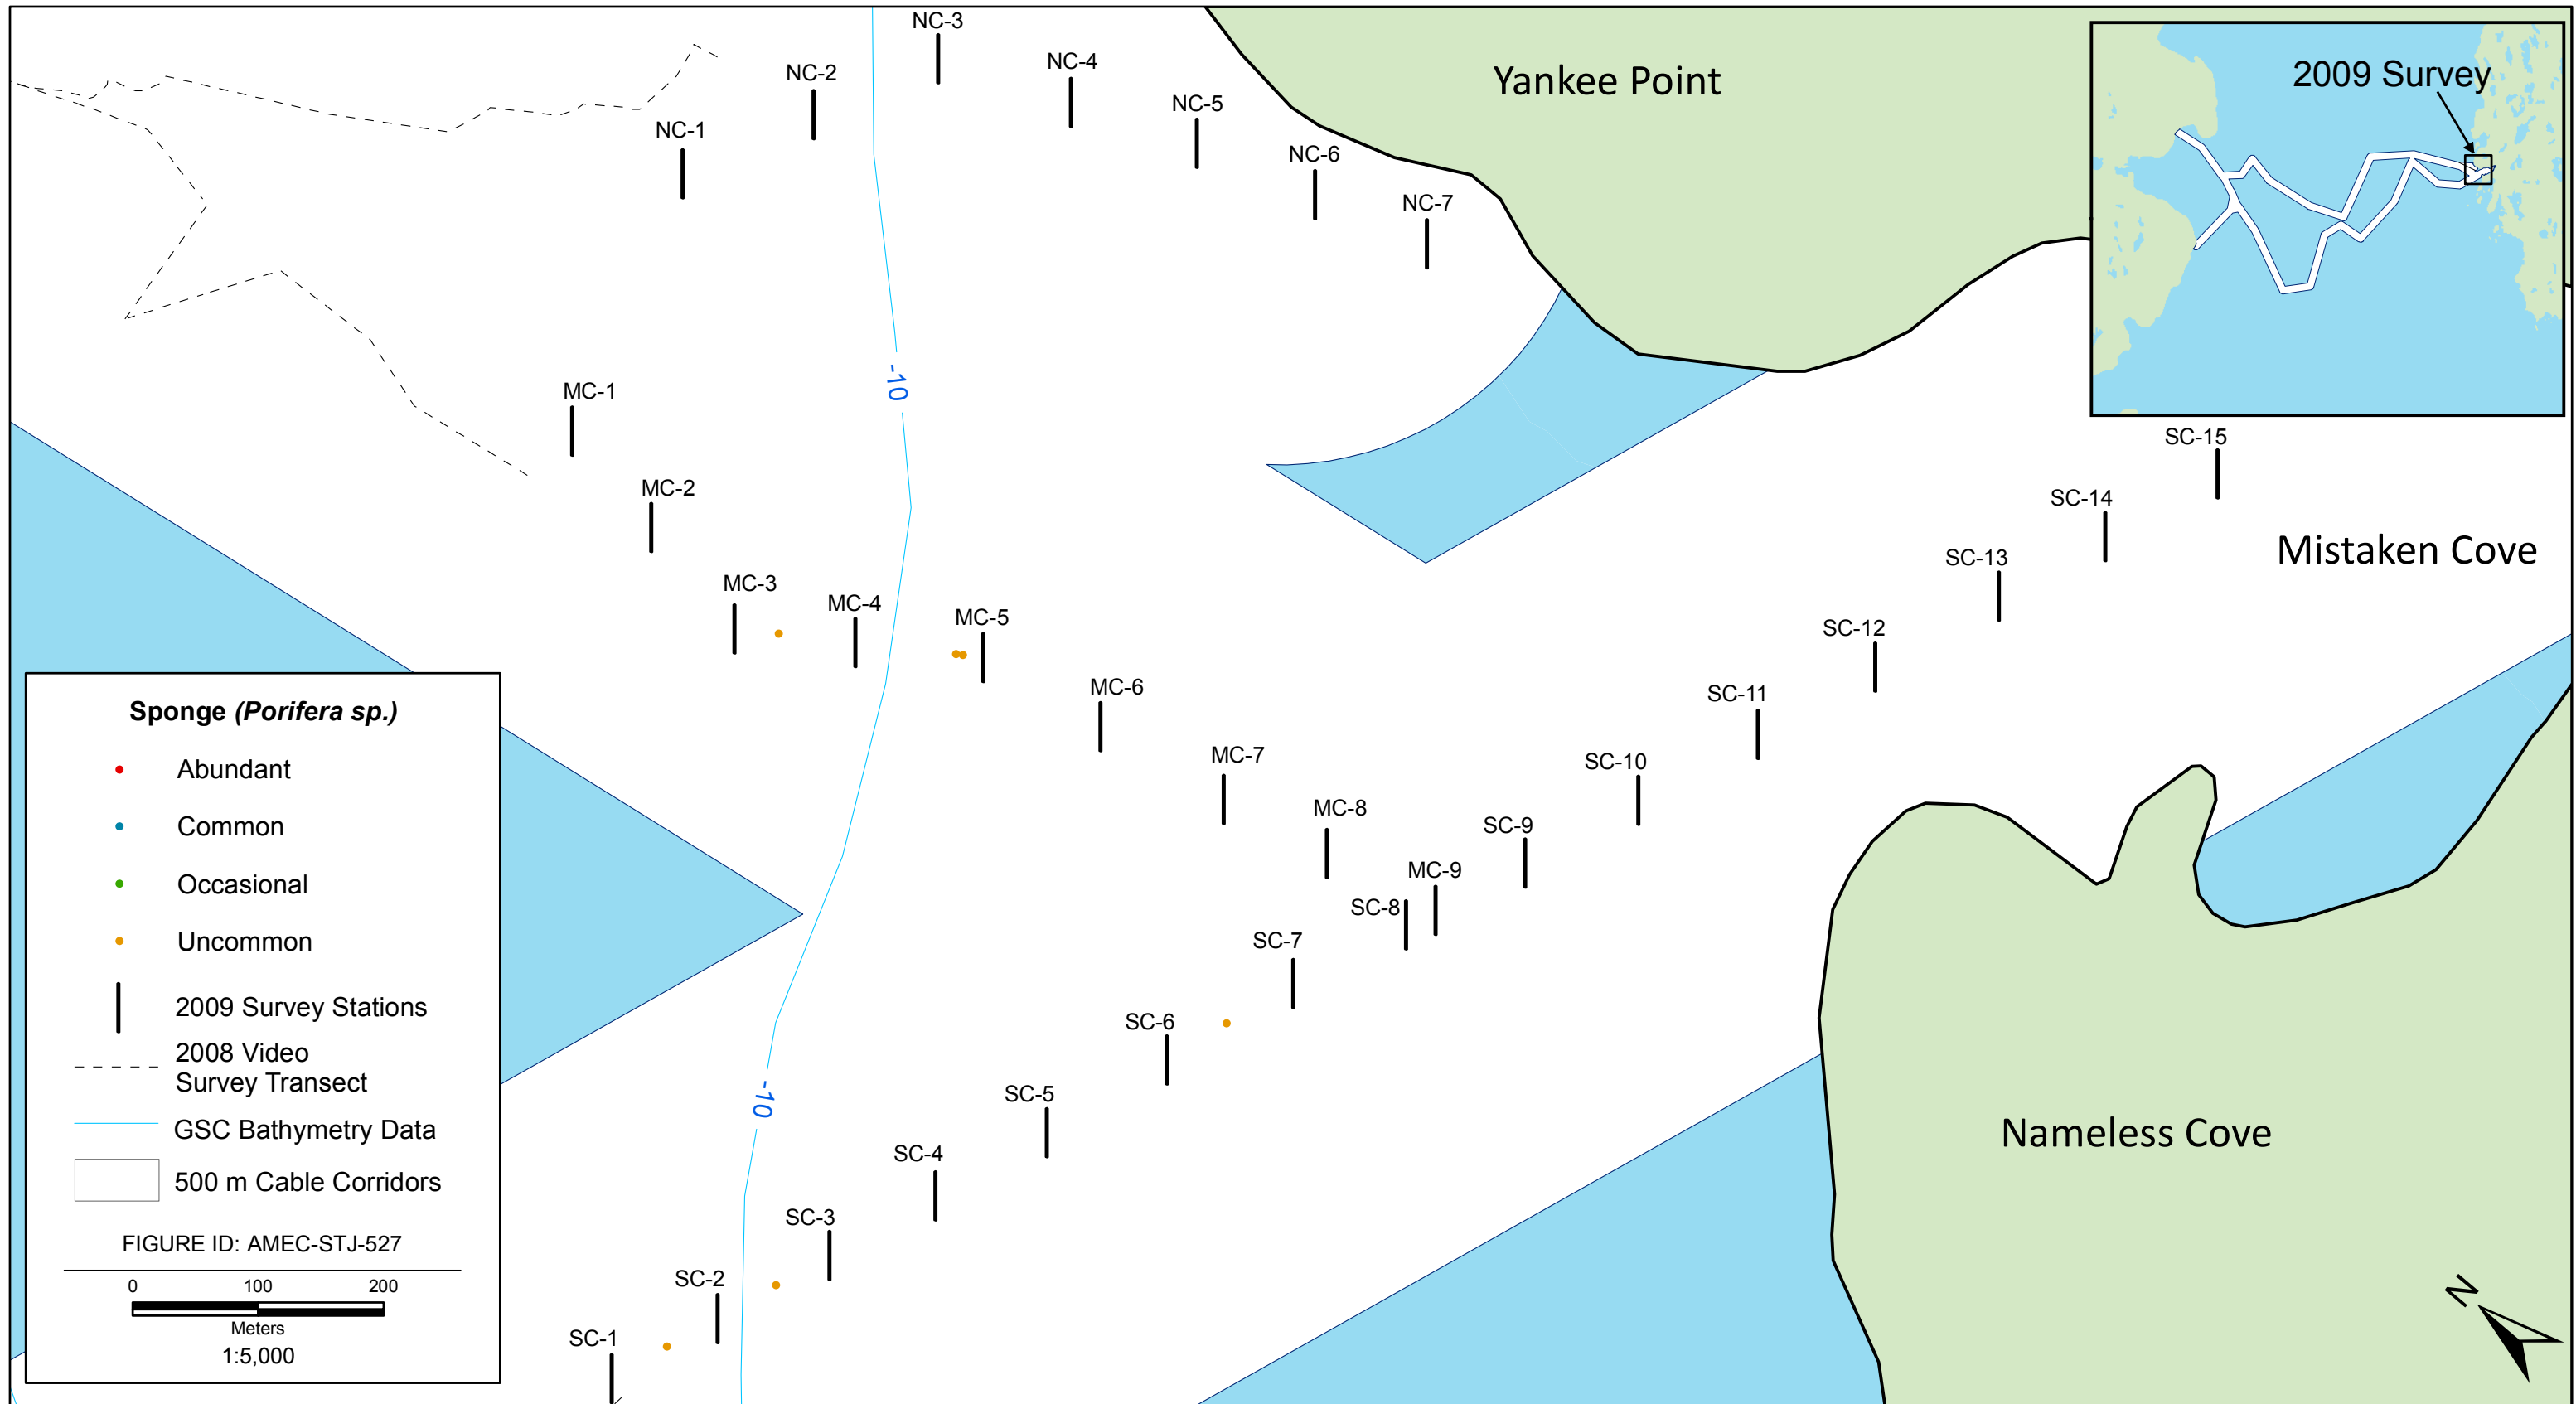 NC-3
NC-4
NC-2
NC-5
NC-1
NC-6
NC-7
Yankee Point
2009 Survey
MC-1
-10
MC-2
SC-15
SC-14
Mistaken Cove
SC-13
MC-3
MC-4
MC-5
SC-12
MC-6
SC-11
MC-7
SC-10
MC-8
SC-9
MC-9
SC-8
SC-7
SC-6
SC-5
-10
SC-4
Nameless Cove
SC-3
SC-2
SC-1
N
Sponge (Porifera sp.)
Abundant
Common
Occasional
Uncommon
2009 Survey Stations
2008 Video
Survey Transect
GSC Bathymetry Data
500 m Cable Corridors
FIGURE ID: AMEC-STJ-527
0 100 200
Meters
1:5,000